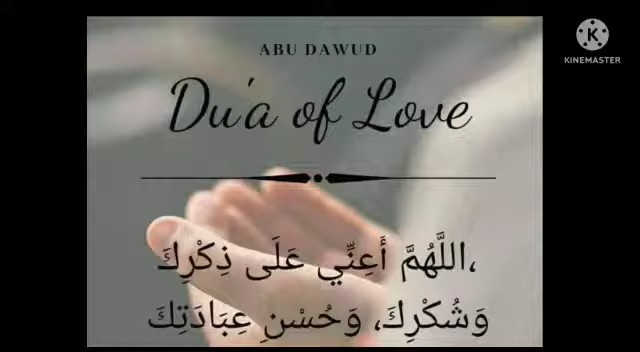 ABU DAWUD
Du'a of Love
اللَّهُمَّ أَعِنِّي عَلَى ذِكْرِكَ،
وَشُكْرِكَ، وَحُسْنِ عِبَادَتِكَ
K
KINEMASTER